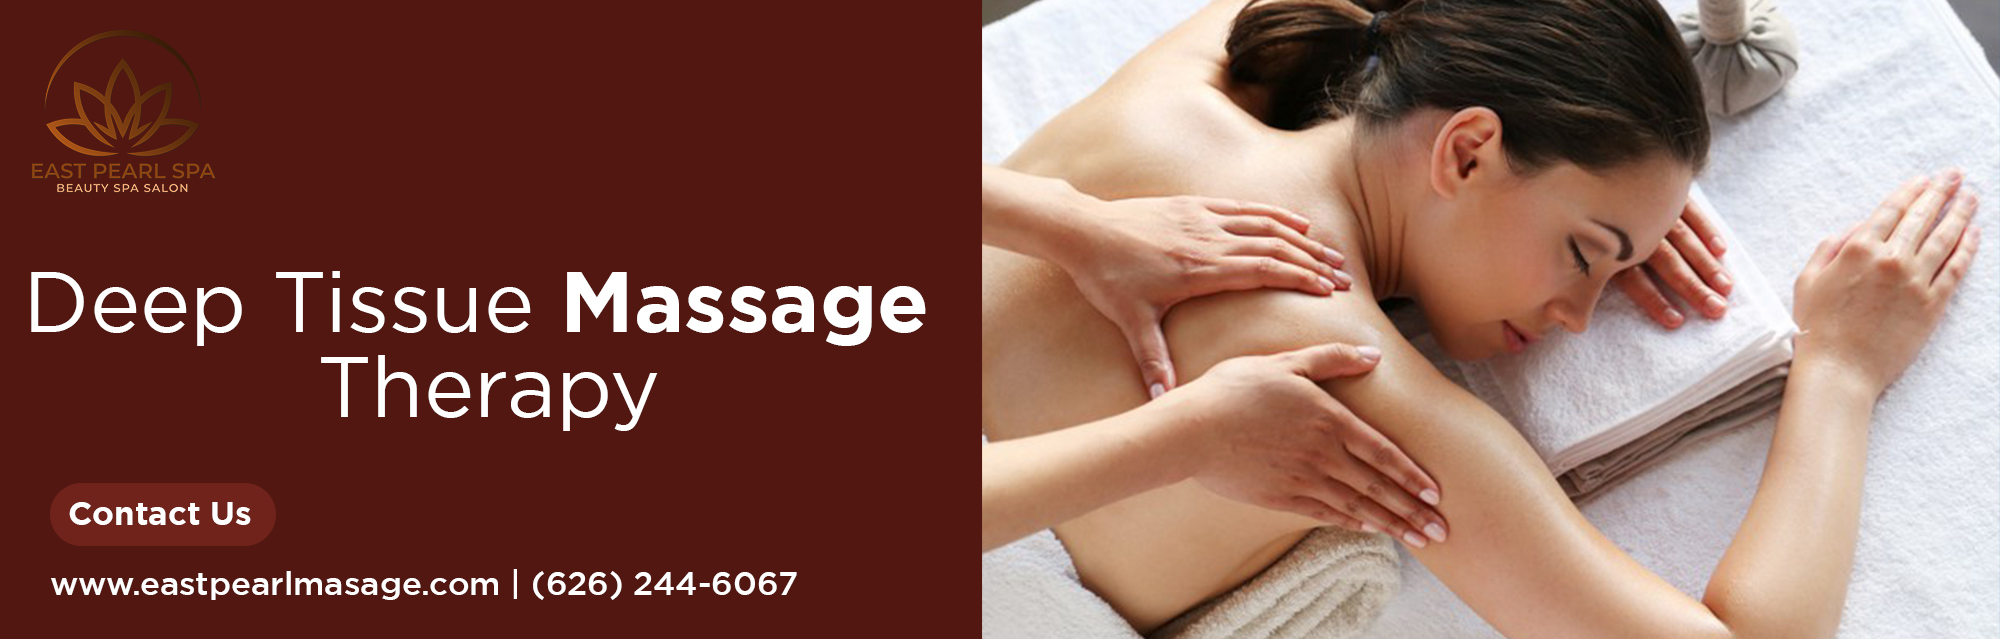 EAST PEARL SPA
BEAUTY SPA SALON
Deep Tissue Massage
Therapy
Contact Us
www.eastpearlmasage.com | (626) 244-6067